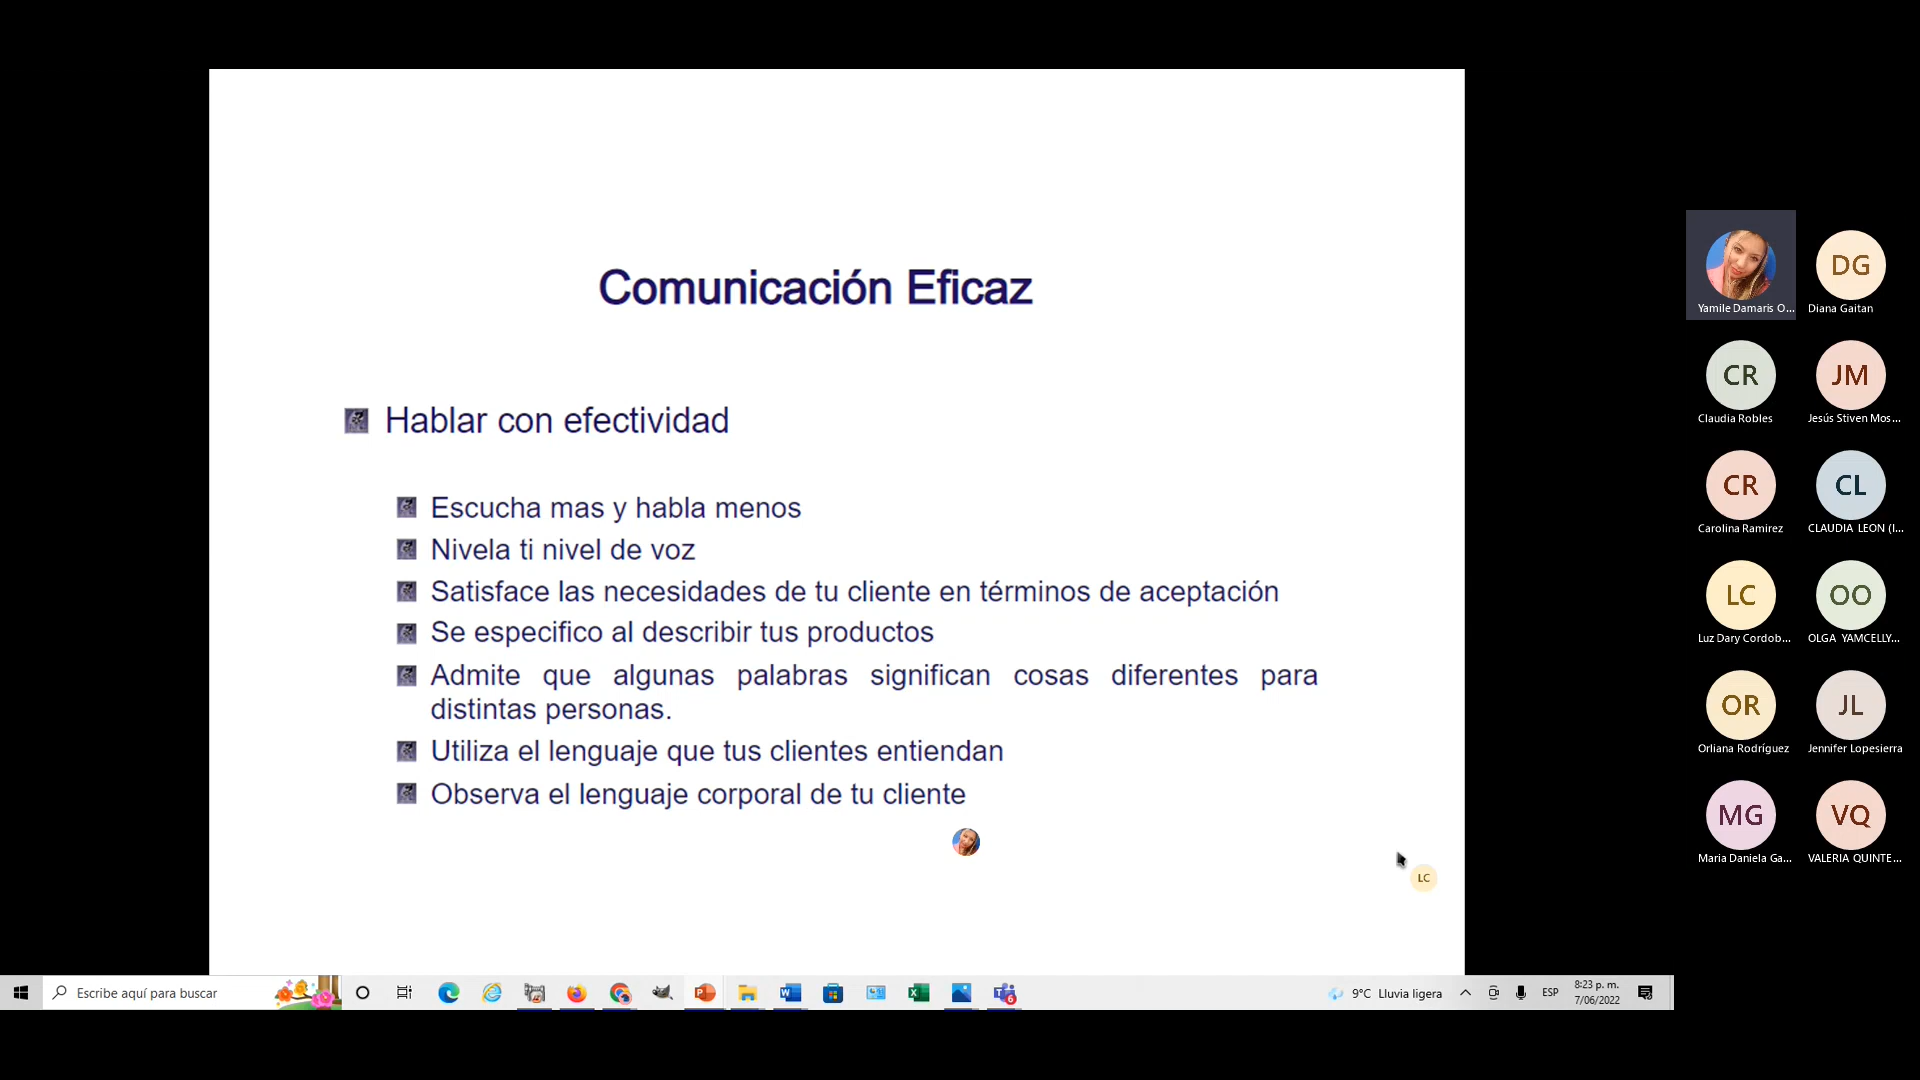 Comunicación Eficaz
Hablar con efectividad
Escucha mas y habla menos
Nivela ti nivel de voz
Satisface las necesidades de tu cliente en términos de aceptación
Se especifico al describir tus productos
Admite que algunas palabras significan cosas diferentes para
distintas personas.
Utiliza el lenguaje que tus clientes entiendan
Observa el lenguaje corporal de tu cliente
LC
Yamile Damaris O...
DG
Diana Gaitan
CR
Claudia Robles
JM
Jesús Stiven Mos...
CR
Carolina Ramirez
CL
CLAUDIA LEON (I...
LC
Luz Dary Cordob...
OO
OLGA YAMCELLY...
OR
Orliana Rodríguez
JL
Jennifer Lopesierra
MG
Maria Daniela Ga...
VQ
VALERIA QUINTE...
Escribe aquí para buscar
6
9°C Lluvia ligera
ESP
8:23 p. m.
7/06/2022